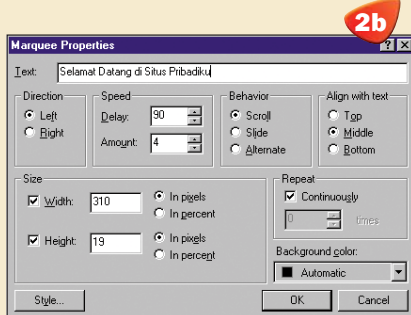 2b
Marquee Properties
Text: Selamat Datang di Situs Pribadiku
Direction
Left
Right
Speed
Delay: 90
Amount: 4
Behavior
Scroll
Slide
Alternate
Align with text
Top
Middle
Bottom
Size
Width: 310
In pixels
In percent
Height: 19
In pixels
In percent
Repeat
Continuously
0 times
Background color:
Automatic
Style... OK Cancel